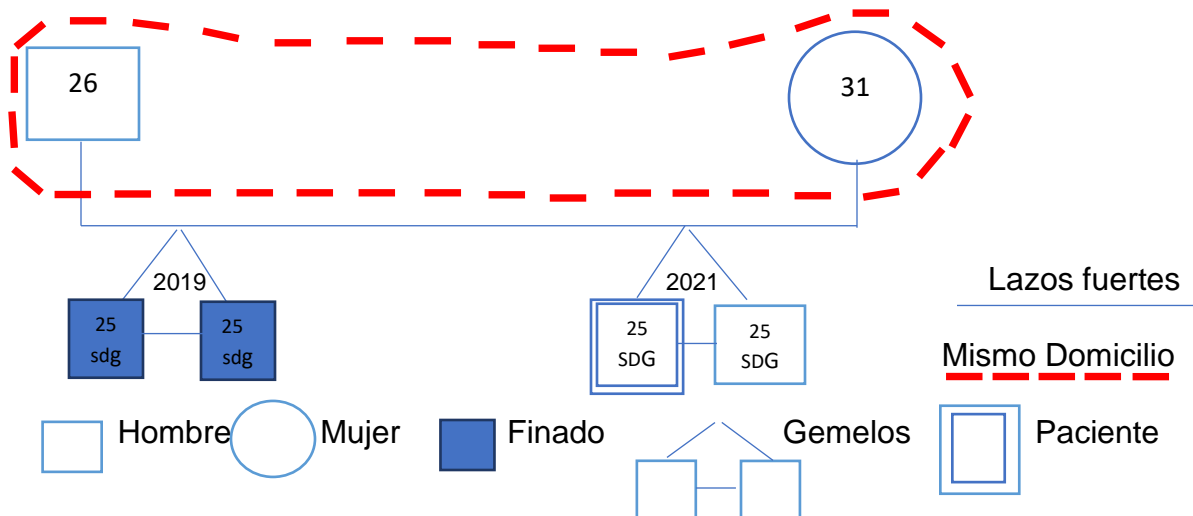 26
31
2019
2021
25
sdg
25
sdg
25
SDG
25
SDG
Lazos fuertes
Mismo Domicilio
Hombre
Mujer
Finado
Gemelos
Paciente